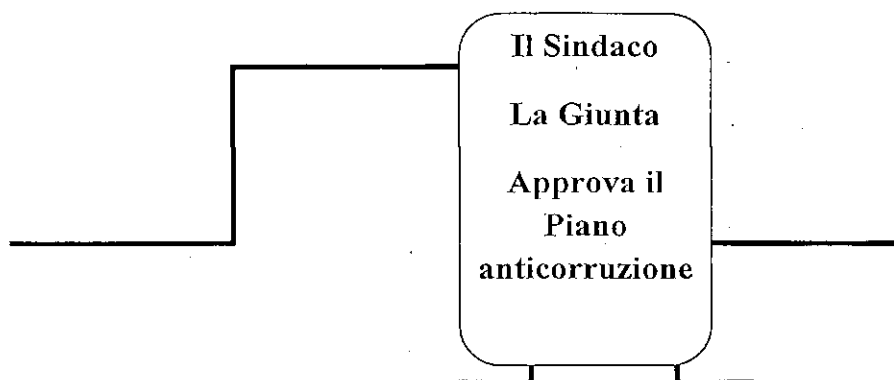 Il Sindaco
La Giunta
Approva il
Piano
anticorruzione